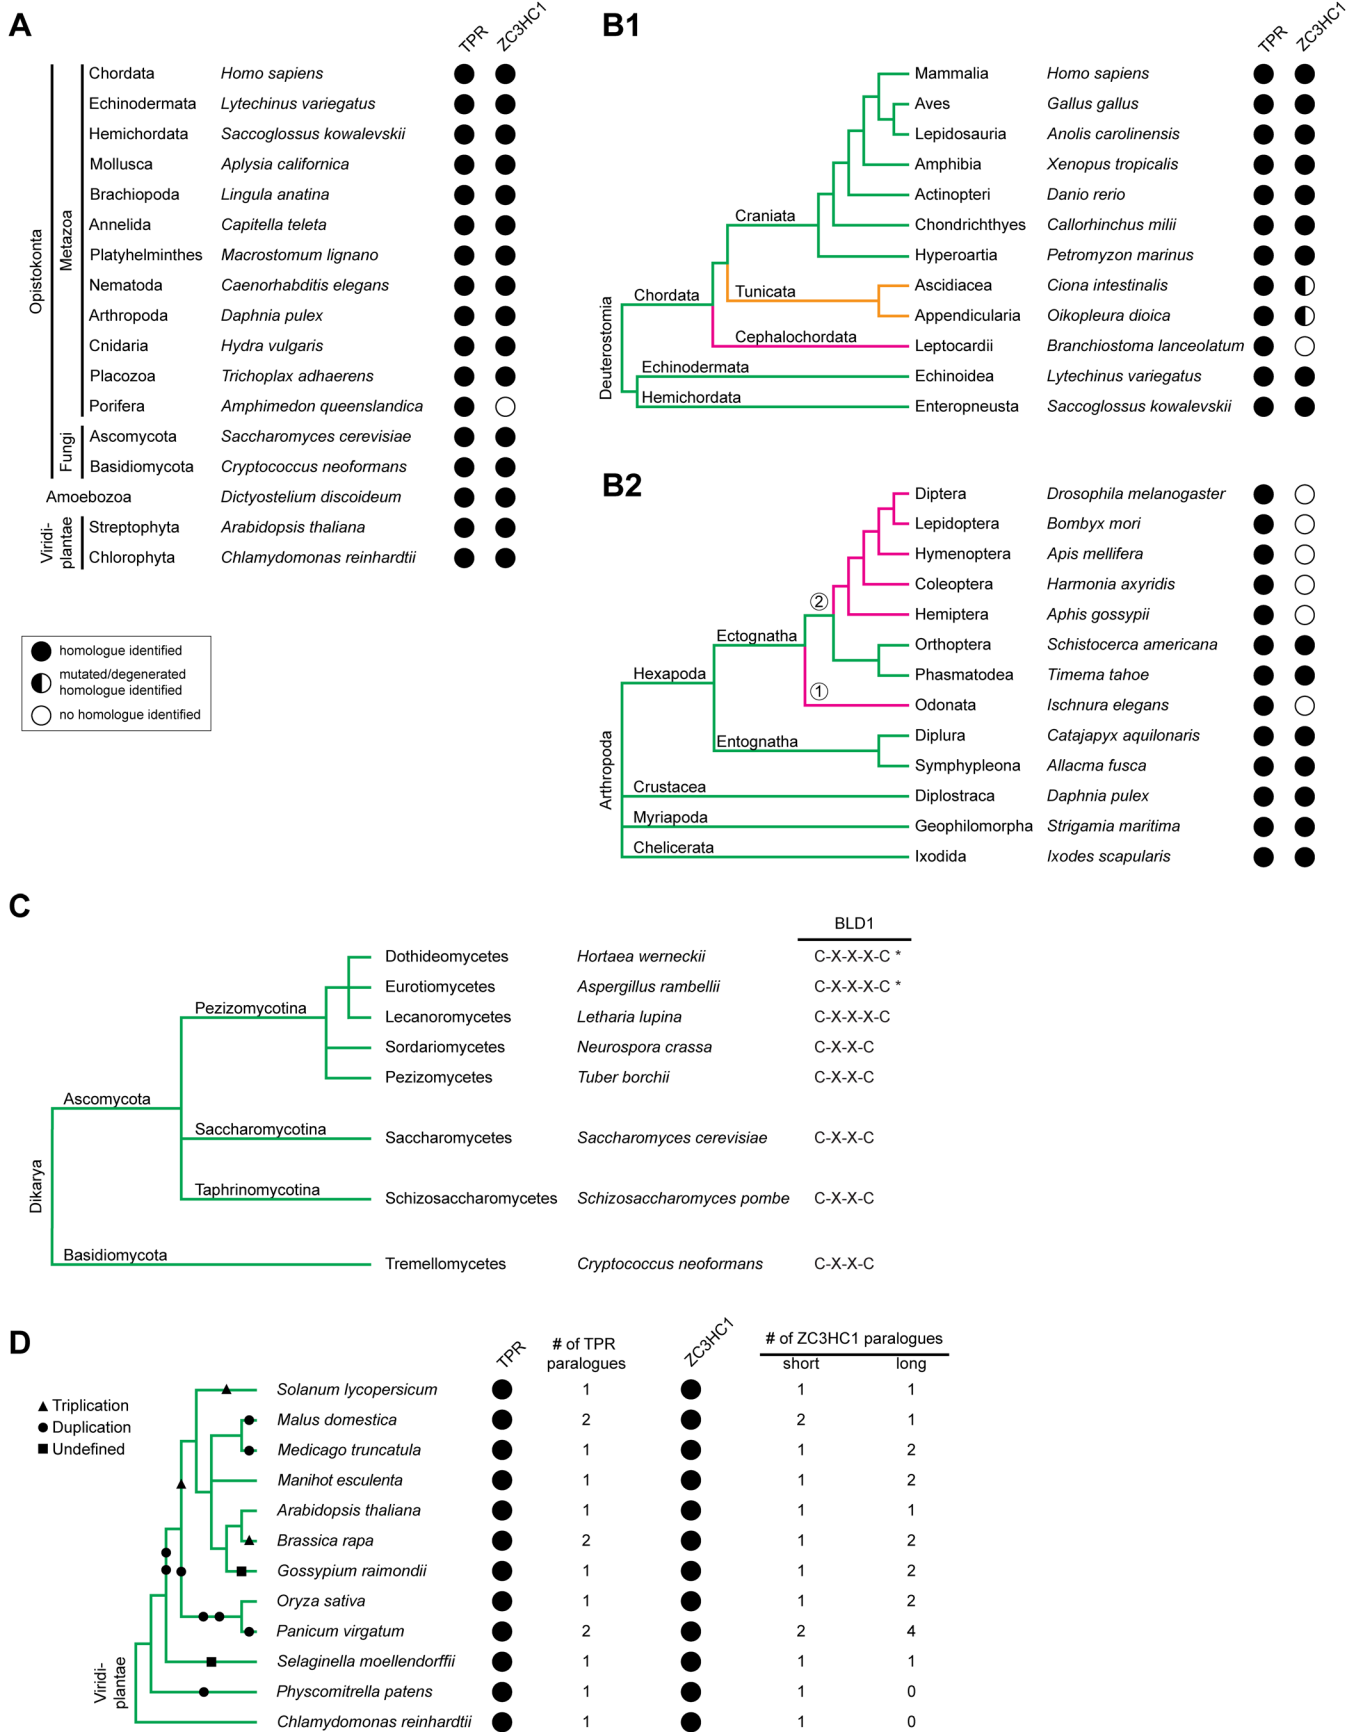 A
TPR ZC3HC1
Opistokonta
Metazoa
Chordata Homo sapiens
Echinodermata Lytechinus variegatus
Hemichordata Saccoglossus kowalevskii
Mollusca Aplysia californica
Brachiopoda Lingula anatina
Annelida Capitella teleta
Platyhelminthes Macrostomum lignano
Nematoda Caenorhabditis elegans
Arthropoda Daphnia pulex
Cnidaria Hydra vulgaris
Placozoa Trichoplax adhaerens
Porifera Amphimedon queenslandica
Fungi
Ascomycota Saccharomyces cerevisiae
Basidiomycota Cryptococcus neoformans
Amoebozoa Dictyostelium discoideum
Viridi-
plantae
Streptophyta Arabidopsis thaliana
Chlorophyta Chlamydomonas reinhardtii
homologue identified
mutated/degenerated
homologue identified
no homologue identified
B1
TPR ZC3HC1
Deuterostomia
Chordata
Craniata
Tunicata
Cephalochordata
Echinodermata
Hemichordata
Mammalia Homo sapiens
Aves Gallus gallus
Lepidosauria Anolis carolinensis
Amphibia Xenopus tropicalis
Actinopteri Danio rerio
Chondrichthyes Callorhinchus milii
Hyperoartia Petromyzon marinus
Ascidiacea Ciona intestinalis
Appendicularia Oikopleura dioica
Leptocardii Branchiostoma lanceolatum
Echinoidea Lytechinus variegatus
Enteropneusta Saccoglossus kowalevskii
B2
Arthropoda
Hexapoda
Ectognatha
2
1
Entognatha
Crustacea
Myriapoda
Chelicerata
Diptera Drosophila melanogaster
Lepidoptera Bombyx mori
Hymenoptera Apis mellifera
Coleoptera Harmonia axyridis
Hemiptera Aphis gossypii
Orthoptera Schistocerca americana
Phasmatodea Timema tahoe
Odonata Ischnura elegans
Diplura Catajapyx aquilonaris
Symphypleona Allacma fusca
Diplostraca Daphnia pulex
Geophilomorpha Strigamia maritima
Ixodida Ixodes scapularis
C
BLD1
Dikarya
Ascomycota
Pezizomycotina
Saccharomycotina
Taphrinomycotina
Basidiomycota
Dothideomycetes Hortaea werneckii C-X-X-X-C *
Eurotiomycetes Aspergillus rambellii C-X-X-X-C *
Lecanoromycetes Letharia lupina C-X-X-X-C
Sordariomycetes Neurospora crassa C-X-X-C
Pezizomycetes Tuber borchii C-X-X-C
Saccharomycetes Saccharomyces cerevisiae C-X-X-C
Schizosaccharomycetes Schizosaccharomyces pombe C-X-X-C
Tremellomycetes Cryptococcus neoformans C-X-X-C
D
TPR
# of TPR
paralogues
ZC3HC1
# of ZC3HC1 paralogues
short long
Triplication
Duplication
Undefined
Viridi-
plantae
Solanum lycopersicum 1 1 1
Malus domestica 2 2 1
Medicago truncatula 1 1 2
Manihot esculenta 1 1 2
Arabidopsis thaliana 1 1 1
Brassica rapa 2 1 2
Gossypium raimondii 1 1 2
Oryza sativa 1 1 2
Panicum virgatum 2 2 4
Selaginella moellendorffii 1 1 1
Physcomitrella patens 1 1 0
Chlamydomonas reinhardtii 1 1 0